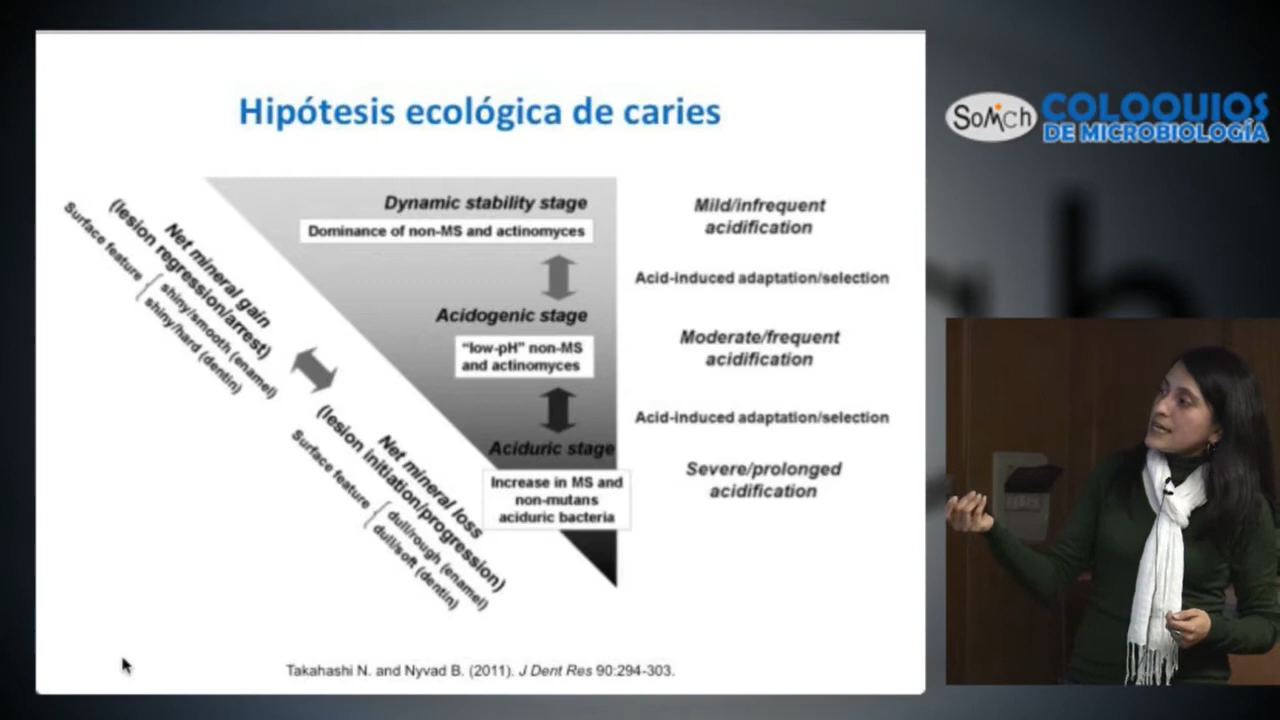 Hipótesis ecológica de caries
SoMich
COLOQUIOS
DE MICROBIOLOGÍA
Dynamic stability stage
Dominance of non-MS and actinomyces
Acidogenic stage
“low-pH” non-MS
and actinomyces
Aciduric stage
Increase in MS and
non-mutans
aciduric bacteria
Mild/infrequent
acidification
Acid-induced adaptation/selection
Moderate/frequent
acidification
Acid-induced adaptation/selection
Severe/prolonged
acidification
Net mineral gain
(lesion regression/arrest)
Surface feature
shiny/smooth (enamel)
shiny/hard (dentin)
Net mineral loss
(lesion initiation/progression)
Surface feature
dull/rough (enamel)
dull/soft (dentin)
Takahashi N. and Nyvad B. (2011). J Dent Res 90:294-303.